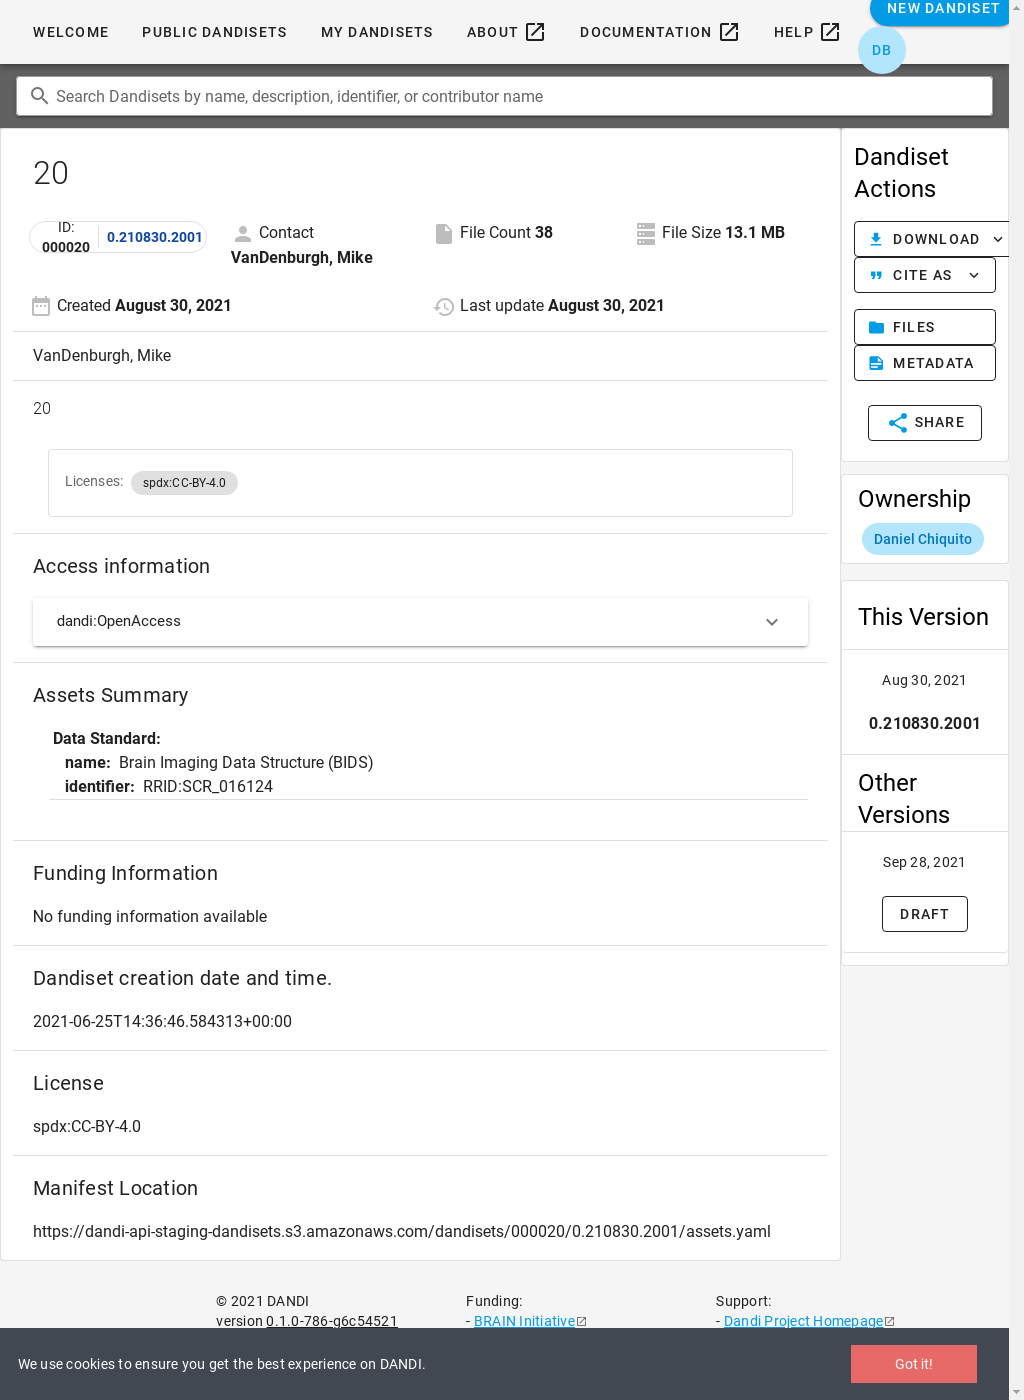 WELCOME
PUBLIC DANDISETS
MY DANDISETS
ABOUT
DOCUMENTATION
HELP
NEW DANDISET
DB
Search Dandisets by name, description, identifier, or contributor name
20
ID: 000020
0.210830.2001
Contact VanDenburgh, Mike
File Count 38
File Size 13.1 MB
Created August 30, 2021
Last update August 30, 2021
VanDenburgh, Mike
20
Licenses: spdx:CC-BY-4.0
Access information
dandi:OpenAccess
Assets Summary
Data Standard:
name: Brain Imaging Data Structure (BIDS)
identifier: RRID:SCR_016124
Funding Information
No funding information available
Dandiset creation date and time.
2021-06-25T14:36:46.584313+00:00
License
spdx:CC-BY-4.0
Manifest Location
https://dandi-api-staging-dandisets.s3.amazonaws.com/dandisets/000020/0.210830.2001/assets.yaml
Dandiset
Actions
DOWNLOAD
CITE AS
FILES
METADATA
SHARE
Ownership
Daniel Chiquito
This Version
Aug 30, 2021
0.210830.2001
Other
Versions
Sep 28, 2021
DRAFT
© 2021 DANDI
version 0.1.0-786-g6c54521
Funding:
- BRAIN Initiative
Support:
- Dandi Project Homepage
We use cookies to ensure you get the best experience on DANDI.
Got it!